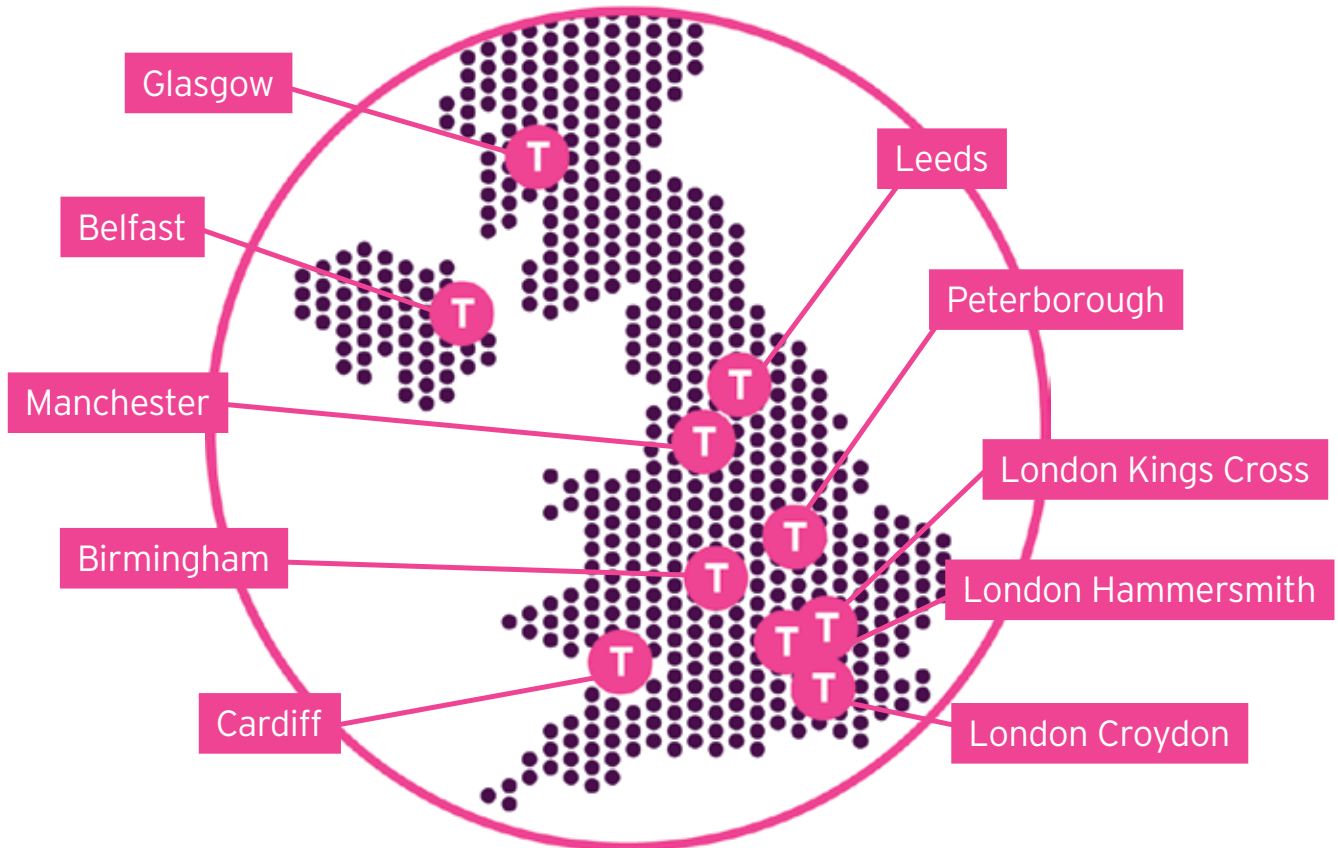 Glasgow
T
Leeds
Belfast
Peterborough
T
T
Manchester
T
London Kings Cross
T
Birmingham
T
London Hammersmith
T
T
T
Cardiff
T
London Croydon